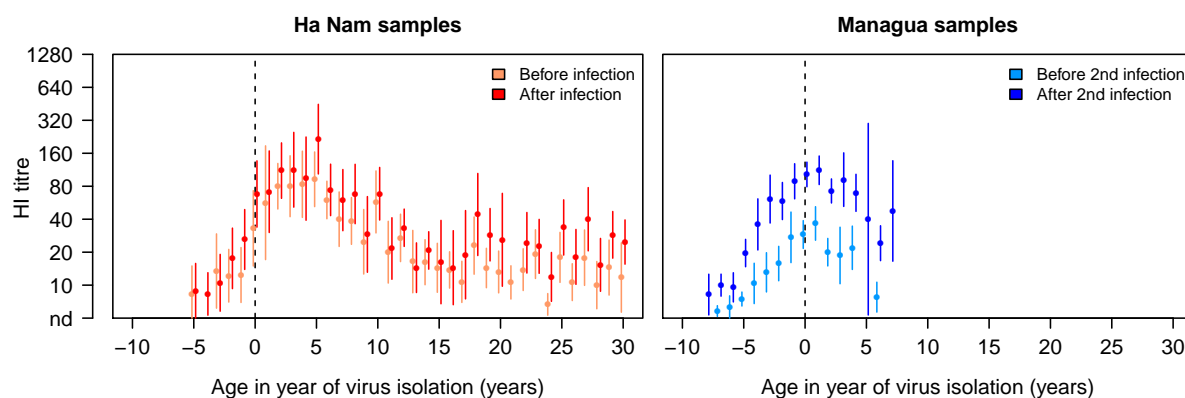 Ha Nam samples
Managua samples
HI titre
1280
640
320
160
80
40
20
10
nd
Before infection
After infection
Before 2nd infection
After 2nd infection
−10 −5 0 5 10 15 20 25 30
−10 −5 0 5 10 15 20 25 30
Age in year of virus isolation (years)
Age in year of virus isolation (years)